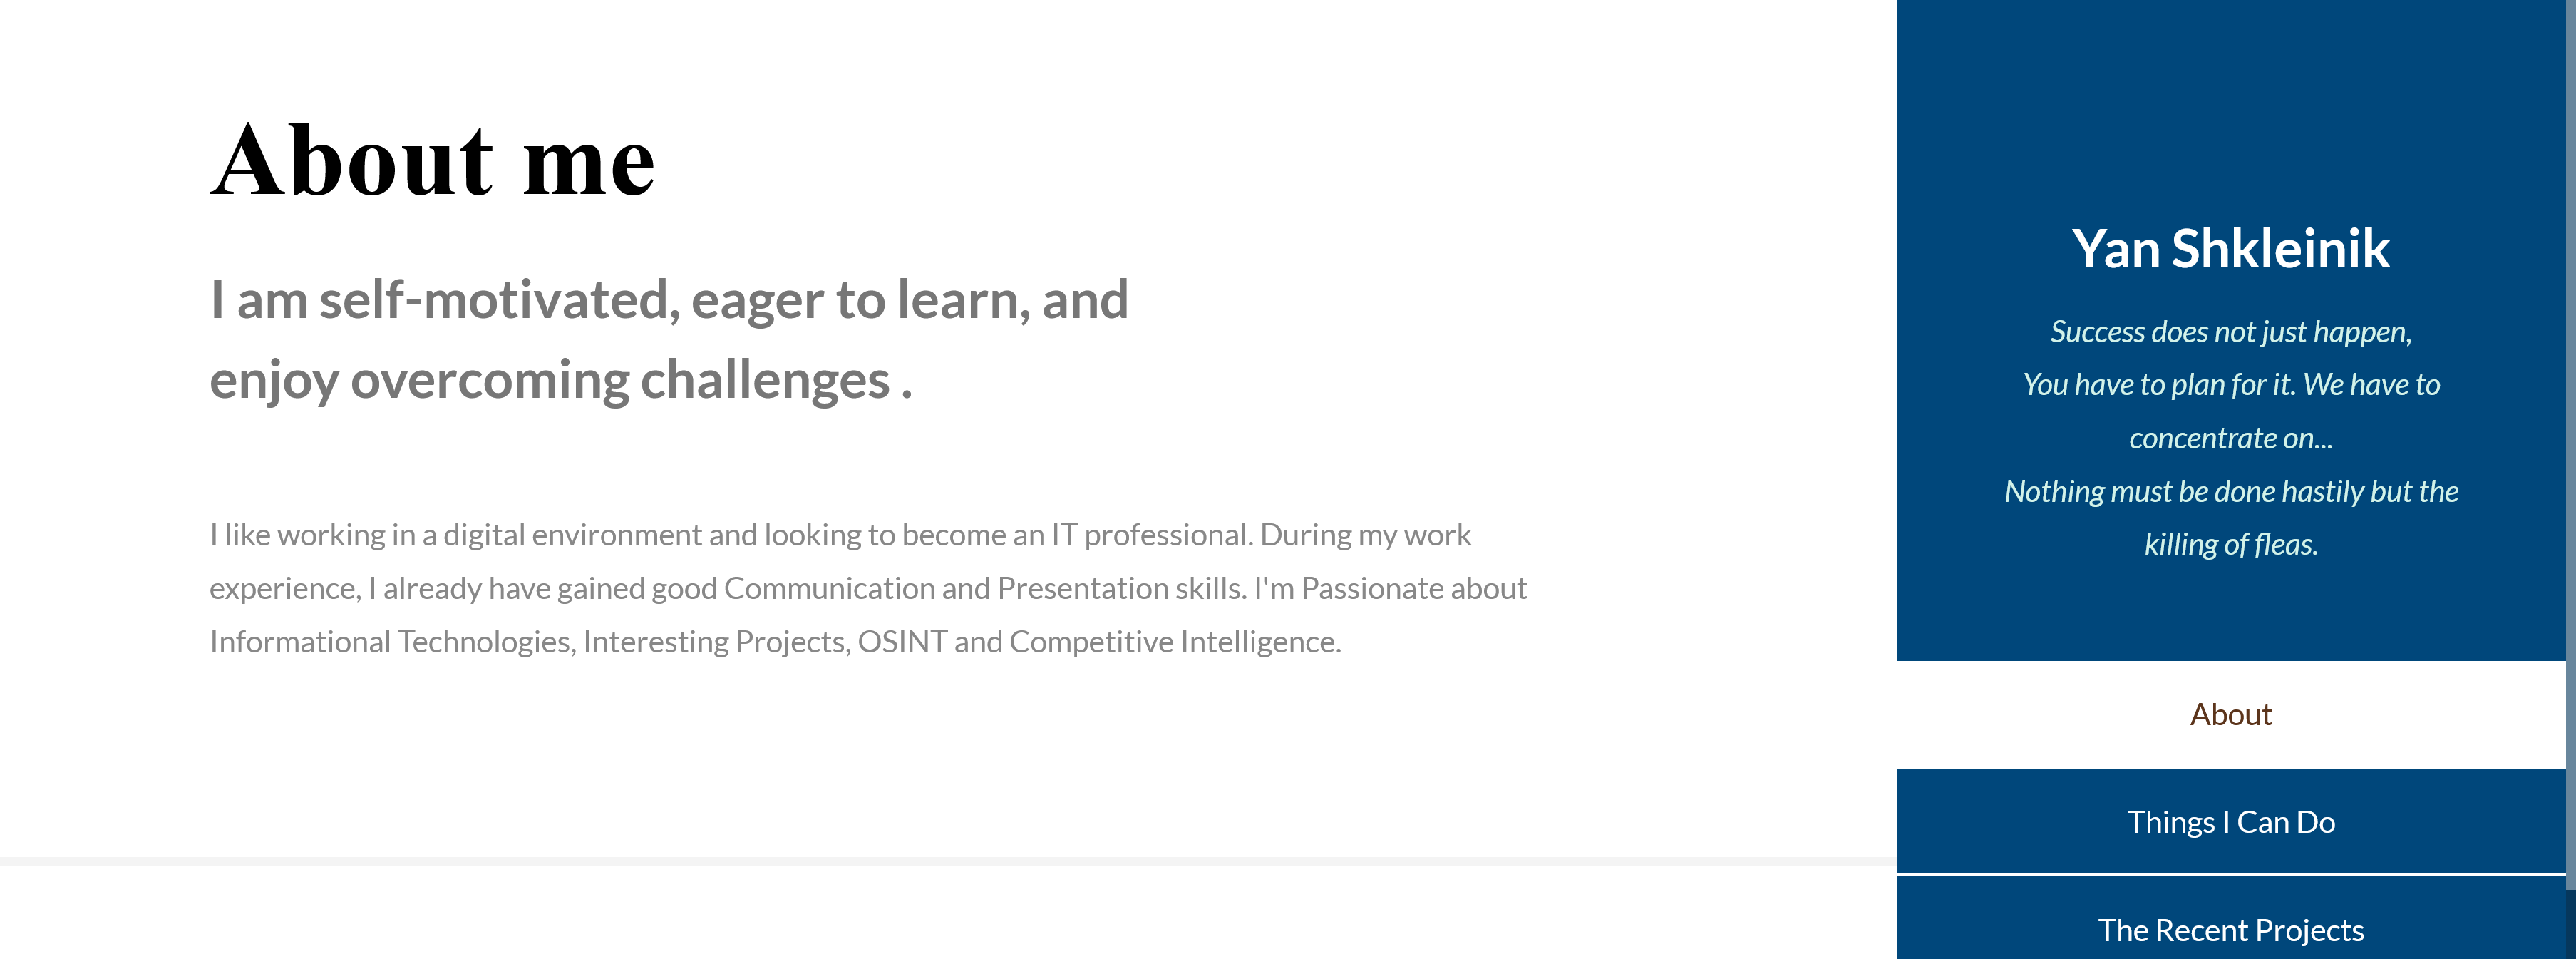 About me
I am self-motivated, eager to learn, and
enjoy overcoming challenges .
I like working in a digital environment and looking to become an IT professional. During my work
experience, I already have gained good Communication and Presentation skills. I'm Passionate about
Informational Technologies, Interesting Projects, OSINT and Competitive Intelligence.
Yan Shkleinik
Success does not just happen,
You have to plan for it. We have to
concentrate on...
Nothing must be done hastily but the
killing of fleas.
About
Things I Can Do
The Recent Projects